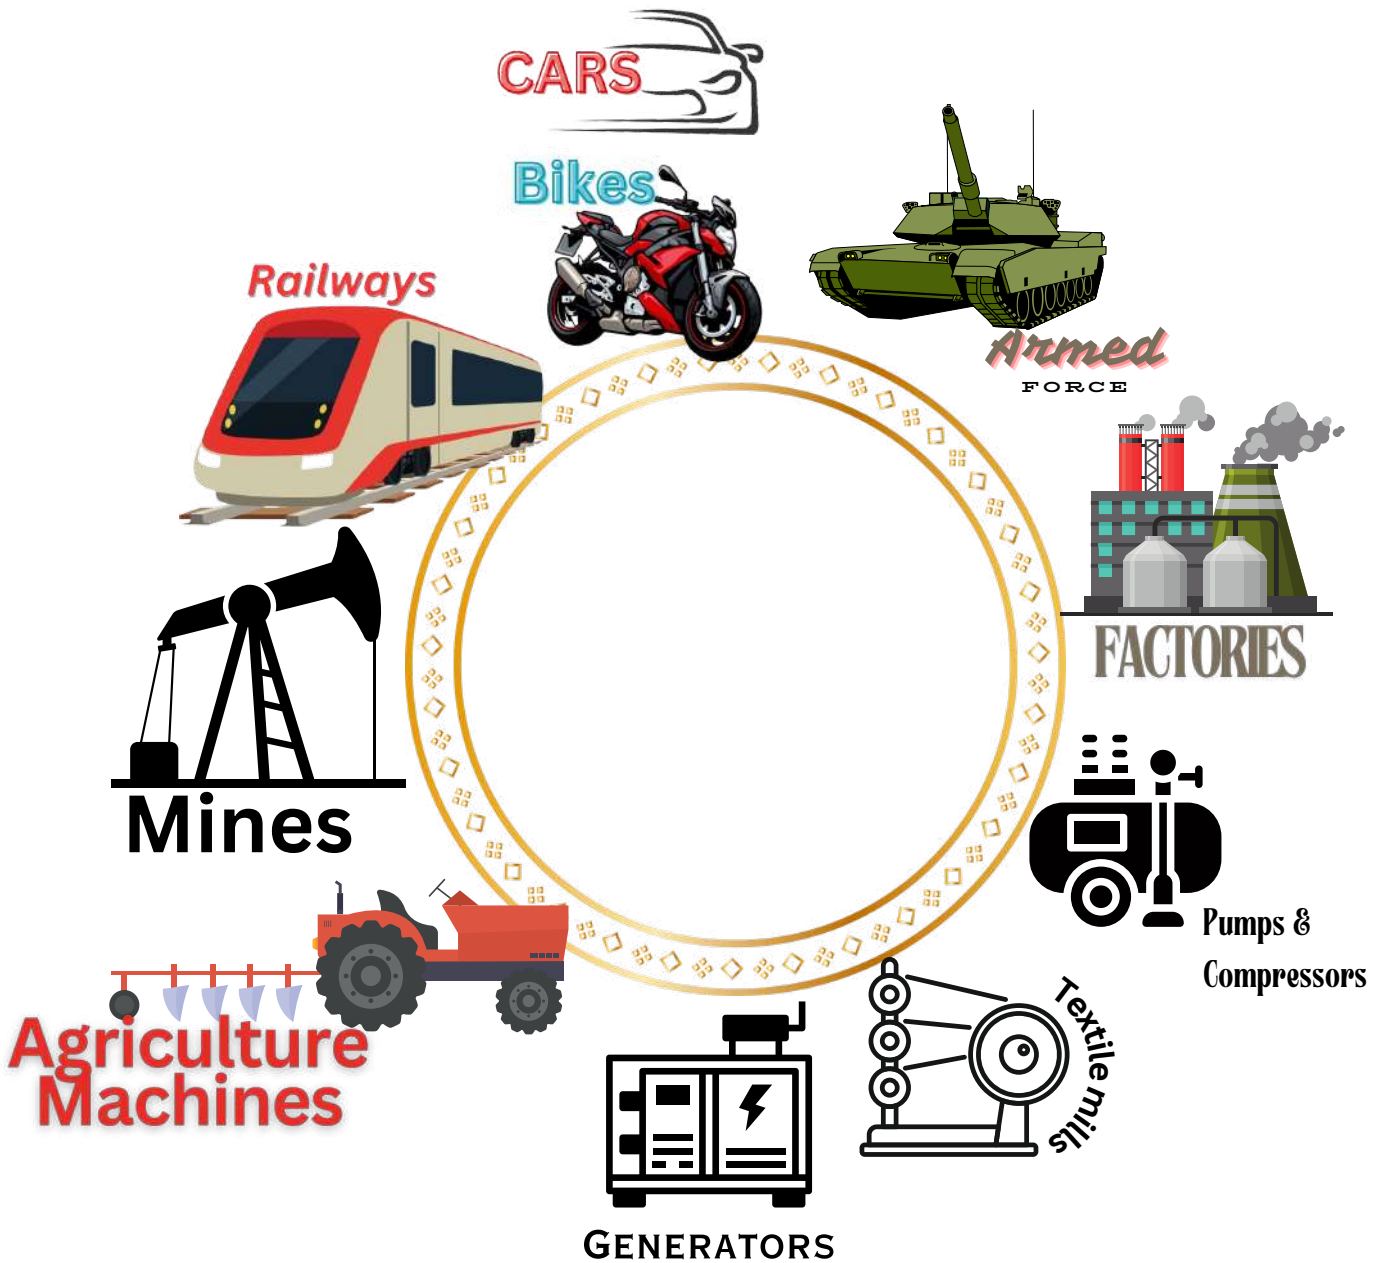 CARS
Bikes
Railways
Armed
FORCE
FACTORIES
Mines
Pumps &
Compressors
Agriculture
Machines
Textile mills
GENERATORS